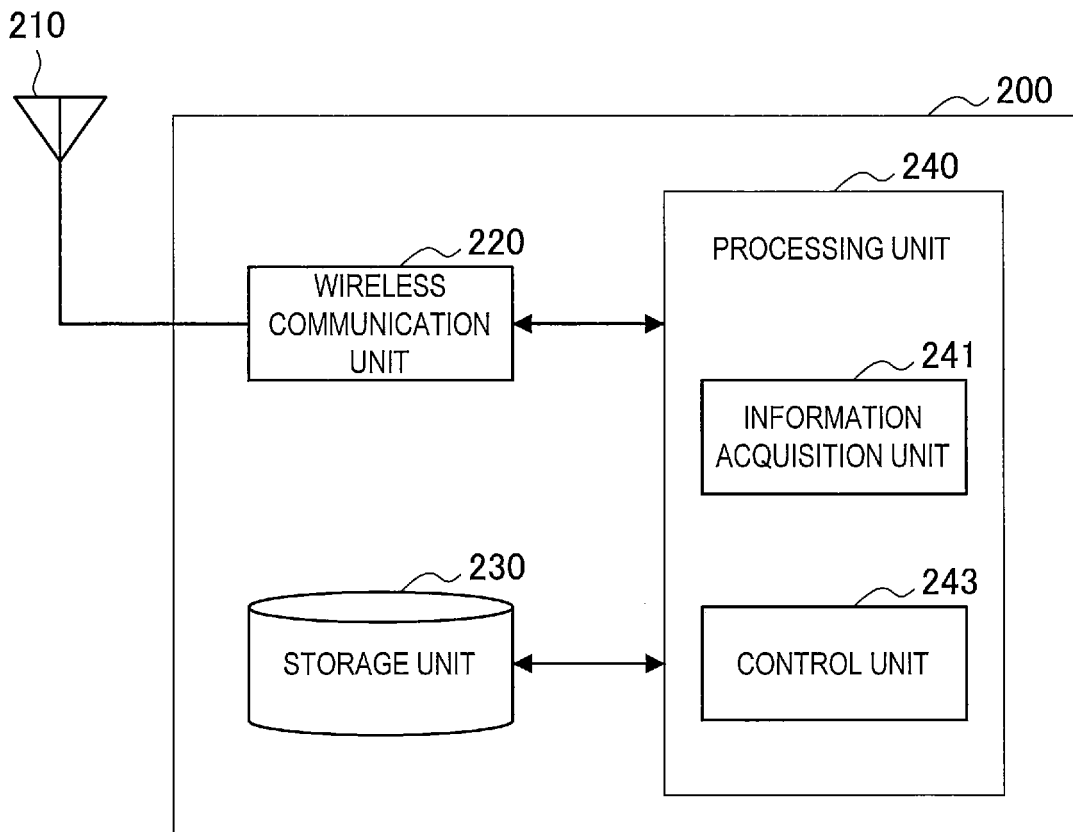 210
200
240
PROCESSING UNIT
220
WIRELESS
COMMUNICATION
UNIT
241
INFORMATION
ACQUISITION UNIT
230
STORAGE UNIT
243
CONTROL UNIT